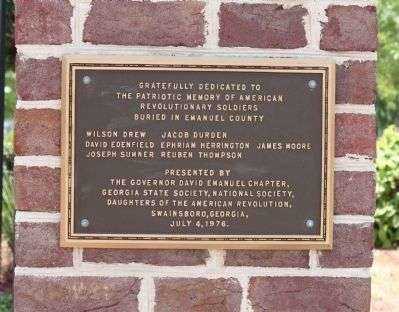 GRATEFULLY DEDICATED TO
THE PATRIOTIC MEMORY OF AMERICAN
REVOLUTIONARY SOLDIERS
BURIED IN EMANUEL COUNTY
WILSON DREW JACOB DURDEN
DAVID EDENFIELD EPHRIAM HERRINGTON JAMES MOORE
JOSEPH SUMNER REUBEN THOMPSON
PRESENTED BY
THE GOVERNOR DAVID EMANUEL CHAPTER,
GEORGIA STATE SOCIETY, NATIONAL SOCIETY,
DAUGHTERS OF THE AMERICAN REVOLUTION,
SWAINSBORO, GEORGIA,
JULY 4, 1976.